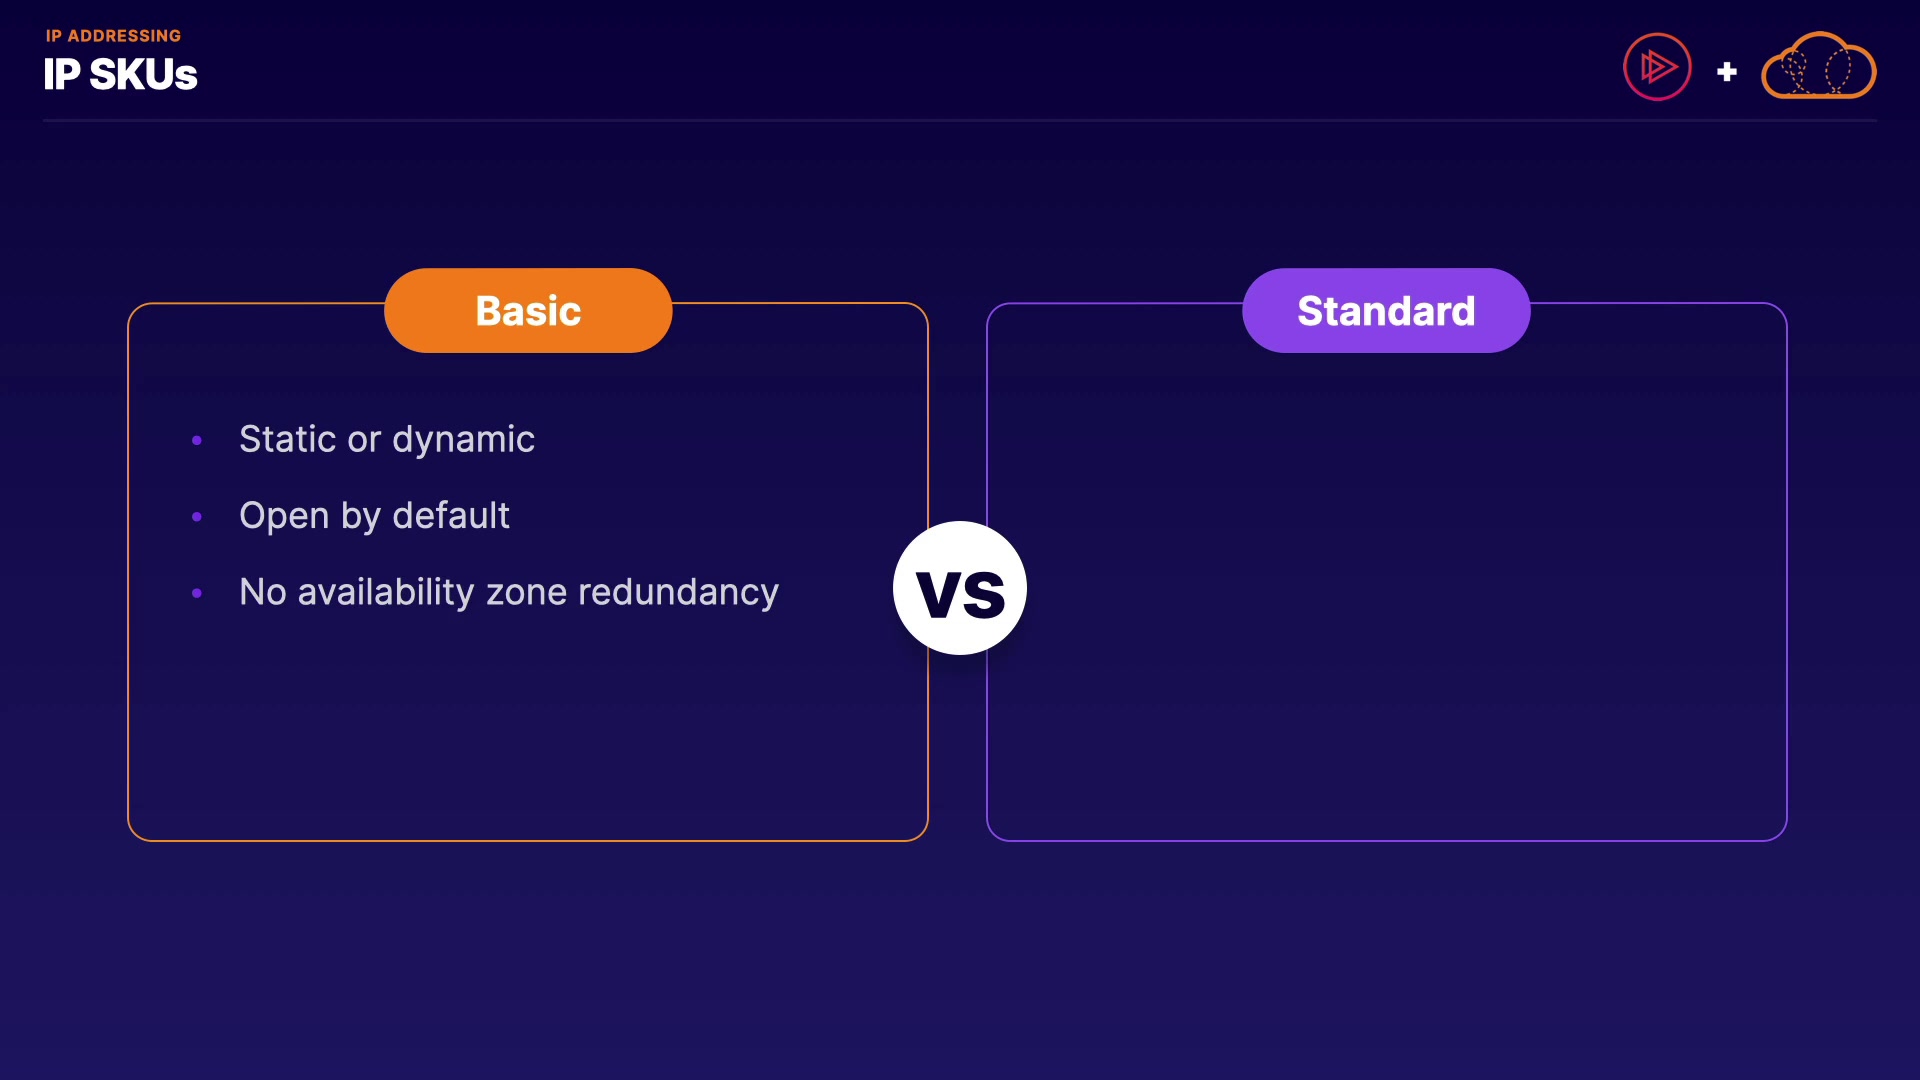 IP ADDRESSING
IP SKUs
+
Basic
• Static or dynamic
• Open by default
• No availability zone redundancy
VS
Standard